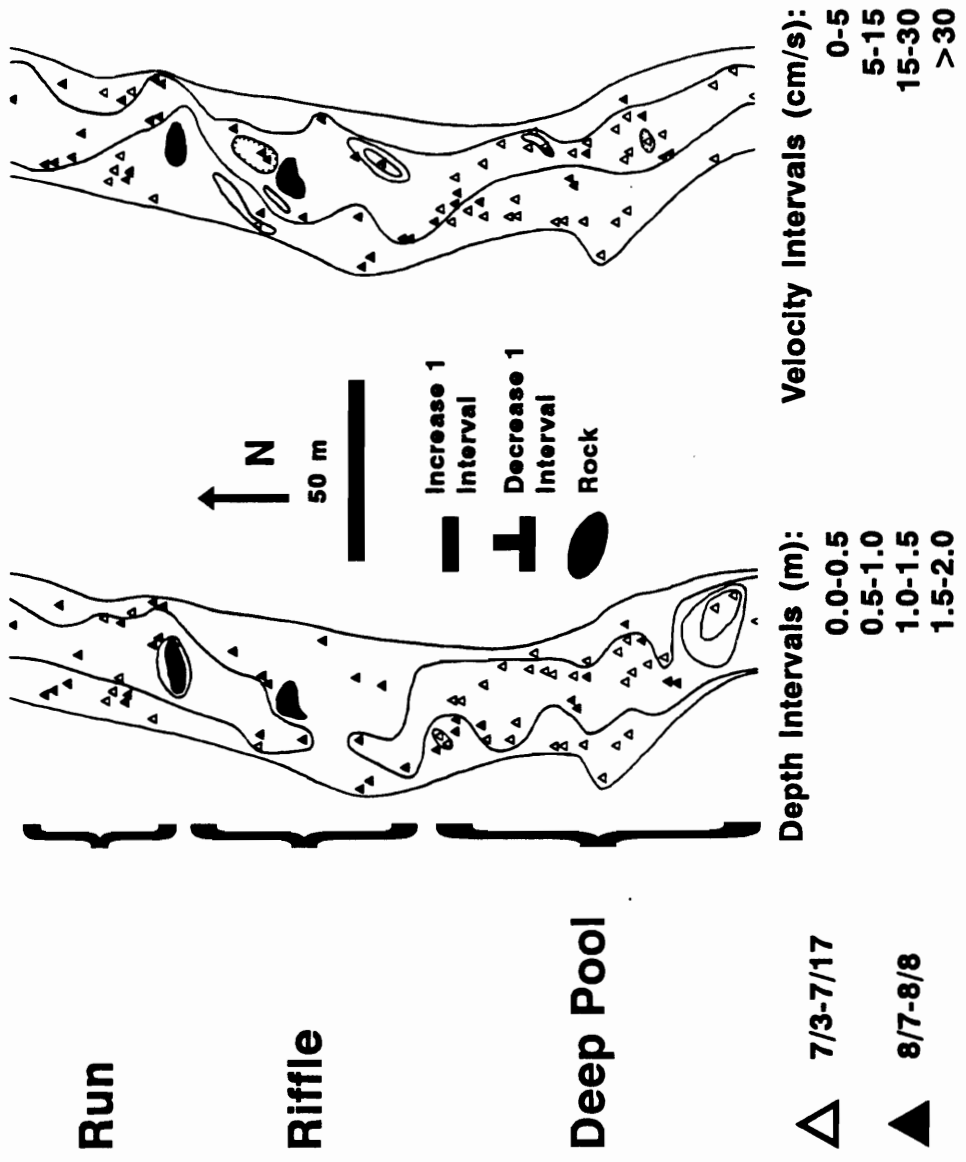 Run
Riffle
Deep Pool
7/3-7/17
8/7-8/8
N
50 m
Increase 1
Interval
Decrease 1
Interval
Rock
Depth Intervals (m):
0.0-0.5
0.5-1.0
1.0-1.5
1.5-2.0
Velocity Intervals (cm/s):
0-5
5-15
15-30
>30